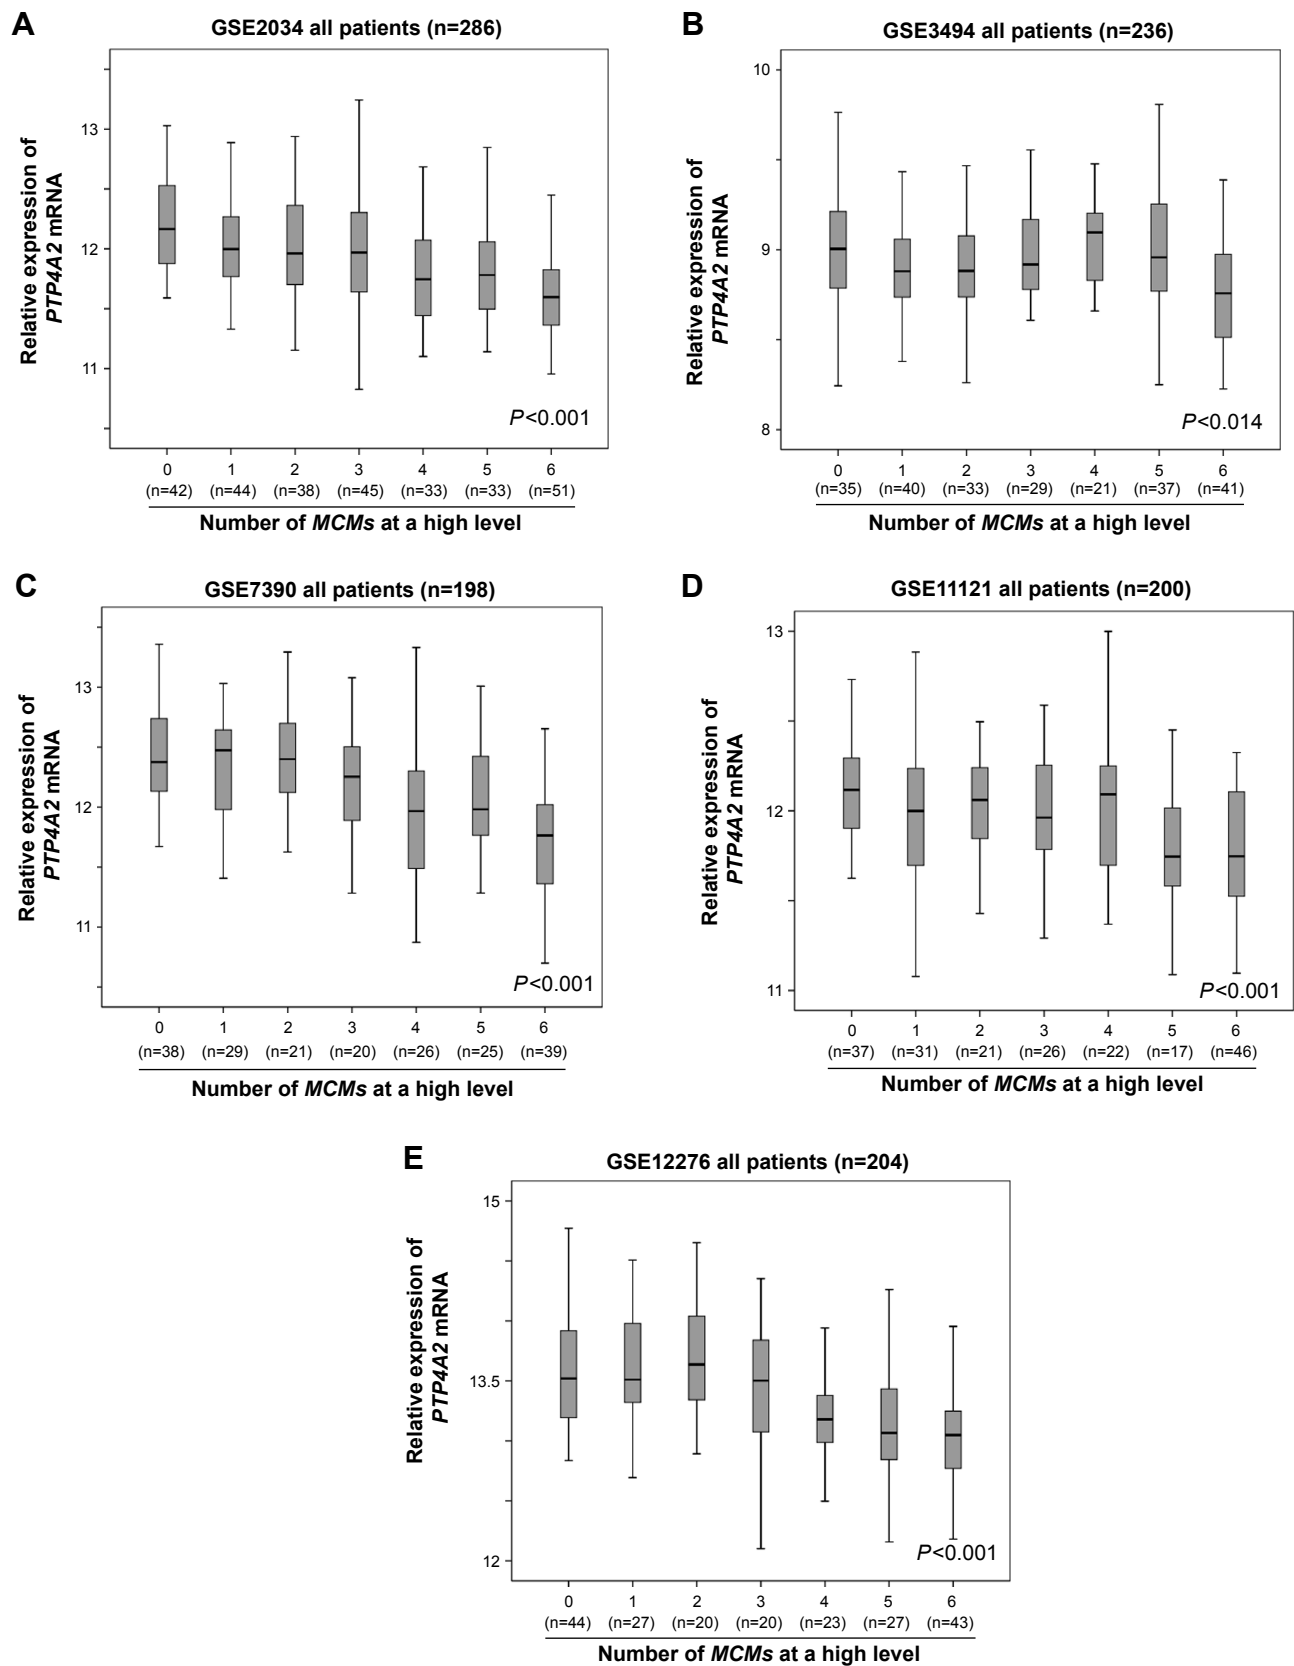 A
GSE2034 all patients (n=286)
Relative expression of
PTP4A2 mRNA
13
12
11
P<0.001
0 1 2 3 4 5 6
(n=42) (n=44) (n=38) (n=45) (n=33) (n=33) (n=51)
Number of MCMs at a high level
B
GSE3494 all patients (n=236)
Relative expression of
PTP4A2 mRNA
10
9
8
P<0.014
0 1 2 3 4 5 6
(n=35) (n=40) (n=33) (n=29) (n=21) (n=37) (n=41)
Number of MCMs at a high level
C
GSE7390 all patients (n=198)
Relative expression of
PTP4A2 mRNA
13
12
11
P<0.001
0 1 2 3 4 5 6
(n=38) (n=29) (n=21) (n=20) (n=26) (n=25) (n=39)
Number of MCMs at a high level
D
GSE11121 all patients (n=200)
Relative expression of
PTP4A2 mRNA
13
12
11
P<0.001
0 1 2 3 4 5 6
(n=37) (n=31) (n=21) (n=26) (n=22) (n=17) (n=46)
Number of MCMs at a high level
E
GSE12276 all patients (n=204)
Relative expression of
PTP4A2 mRNA
15
13.5
12
P<0.001
0 1 2 3 4 5 6
(n=44) (n=27) (n=20) (n=20) (n=23) (n=27) (n=43)
Number of MCMs at a high level